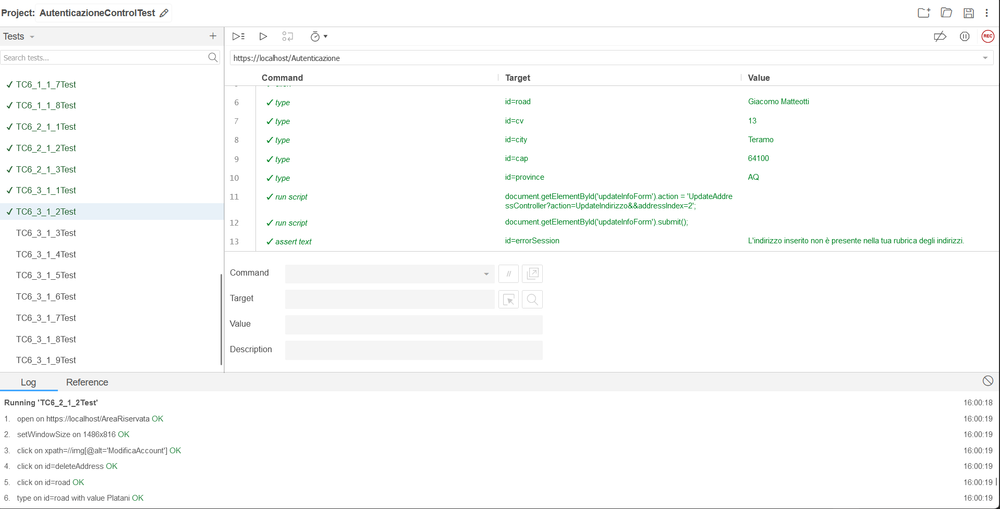 Project: AutenticazioneControlTest
Tests
Search tests...
✓ TC6_1_1_7Test
✓ TC6_1_1_8Test
✓ TC6_2_1_1Test
✓ TC6_2_1_2Test
✓ TC6_2_1_3Test
✓ TC6_3_1_1Test
✓ TC6_3_1_2Test
TC6_3_1_3Test
TC6_3_1_4Test
TC6_3_1_5Test
TC6_3_1_6Test
TC6_3_1_7Test
TC6_3_1_8Test
TC6_3_1_9Test
REC
https://localhost/Autenticazione
Command Target Value
6 ✓ type id=road Giacomo Matteotti
7 ✓ type id=cv 13
8 ✓ type id=city Teramo
9 ✓ type id=cap 64100
10 ✓ type id=province AQ
11 ✓ run script document.getElementById('updateInfoForm').action = 'UpdateAddre
ssController?action=UpdateIndirizzo&&addressIndex=2';
12 ✓ run script document.getElementById('updateInfoForm').submit();
13 ✓ assert text id=errorSession L'indirizzo inserito non è presente nella tua rubrica degli indirizzi.
Command //
Target
Value
Description
Log Reference
Running 'TC6_2_1_2Test' 16:00:18
1. open on https://localhost/AreaRiservata OK 16:00:19
2. setWindowSize on 1486x816 OK 16:00:19
3. click on xpath=//img[@alt='ModificaAccount'] OK 16:00:19
4. click on id=deleteAddress OK 16:00:19
5. click on id=road OK 16:00:19
6. type on id=road with value Platani OK 16:00:19